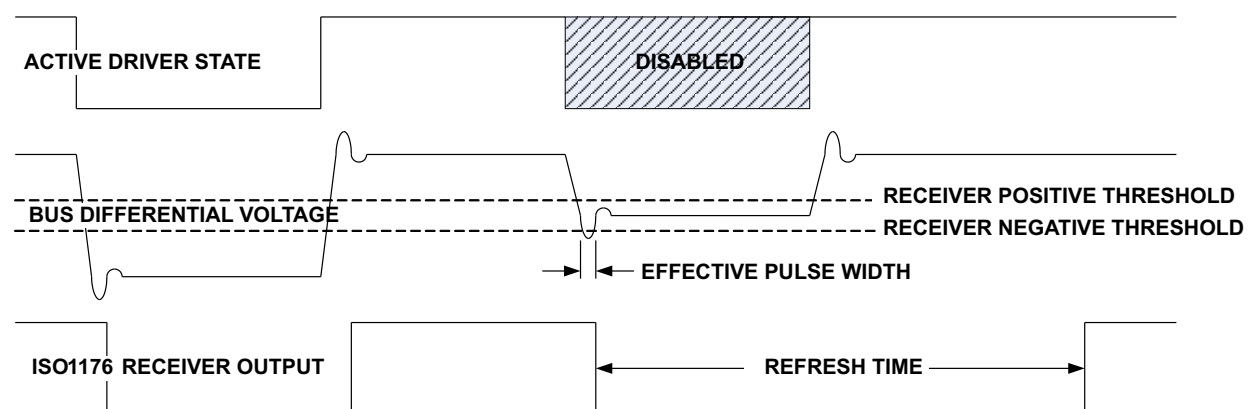 ACTIVE DRIVER STATE
DISABLED
RECEIVER POSITIVE THRESHOLD
BUS DIFFERENTIAL VOLTAGE
RECEIVER NEGATIVE THRESHOLD
EFFECTIVE PULSE WIDTH
ISO1176 RECEIVER OUTPUT
REFRESH TIME